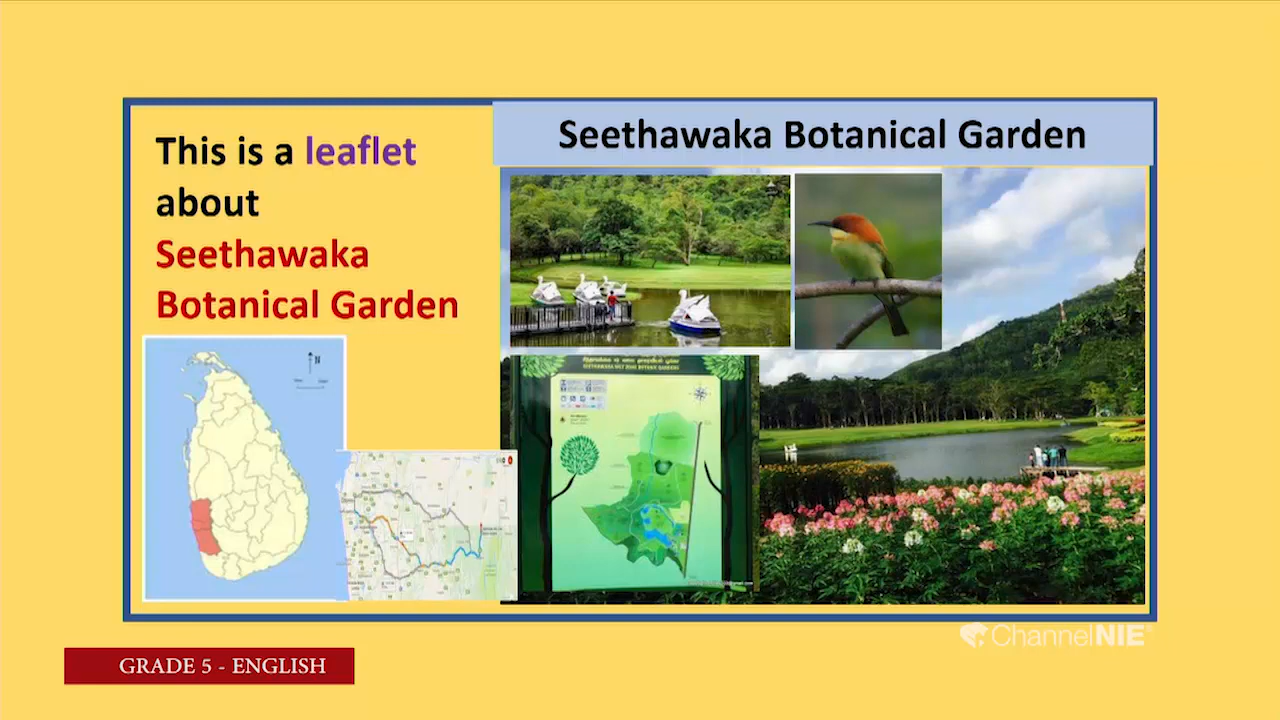 This is a leaflet
about
Seethawaka
Botanical Garden
Seethawaka Botanical Garden
N
ChannelNIE
GRADE 5 - ENGLISH